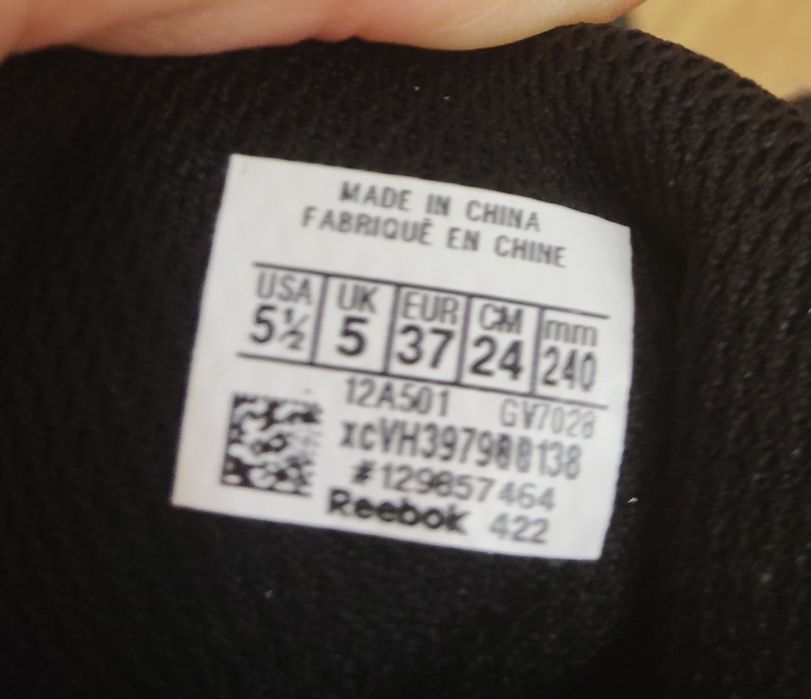 MADE IN CHINA
FABRIQUÉ EN CHINE
USA UK EUR CM mm
5½ 5 37 24 240
12A501 GV7028
#129857464
Reebok 422